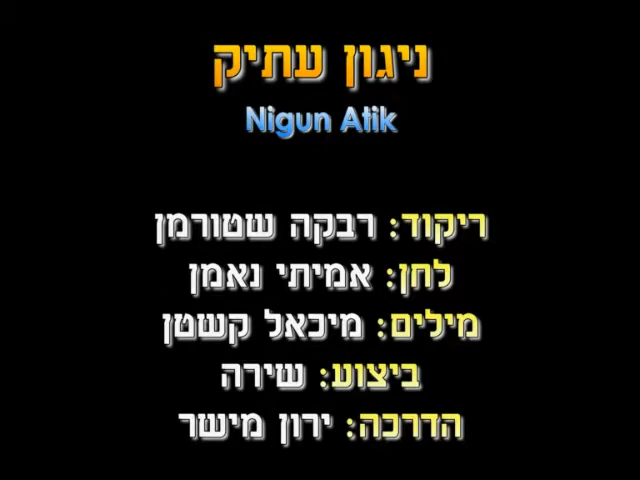 ניגון עתיק
Nigun Atik
ריקוד: רבקה שטורמן
לחן: אמיתי נאמן
מילים: מיכאל קשטן
ביצוע: שירה
הדרכה: ירון מישר